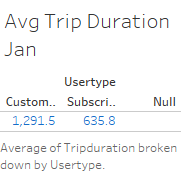 Avg Trip Duration
Jan
Usertype
Custom.. Subscri.. Null
1,291.5 635.8
Average of Tripduration broken
down by Usertype.